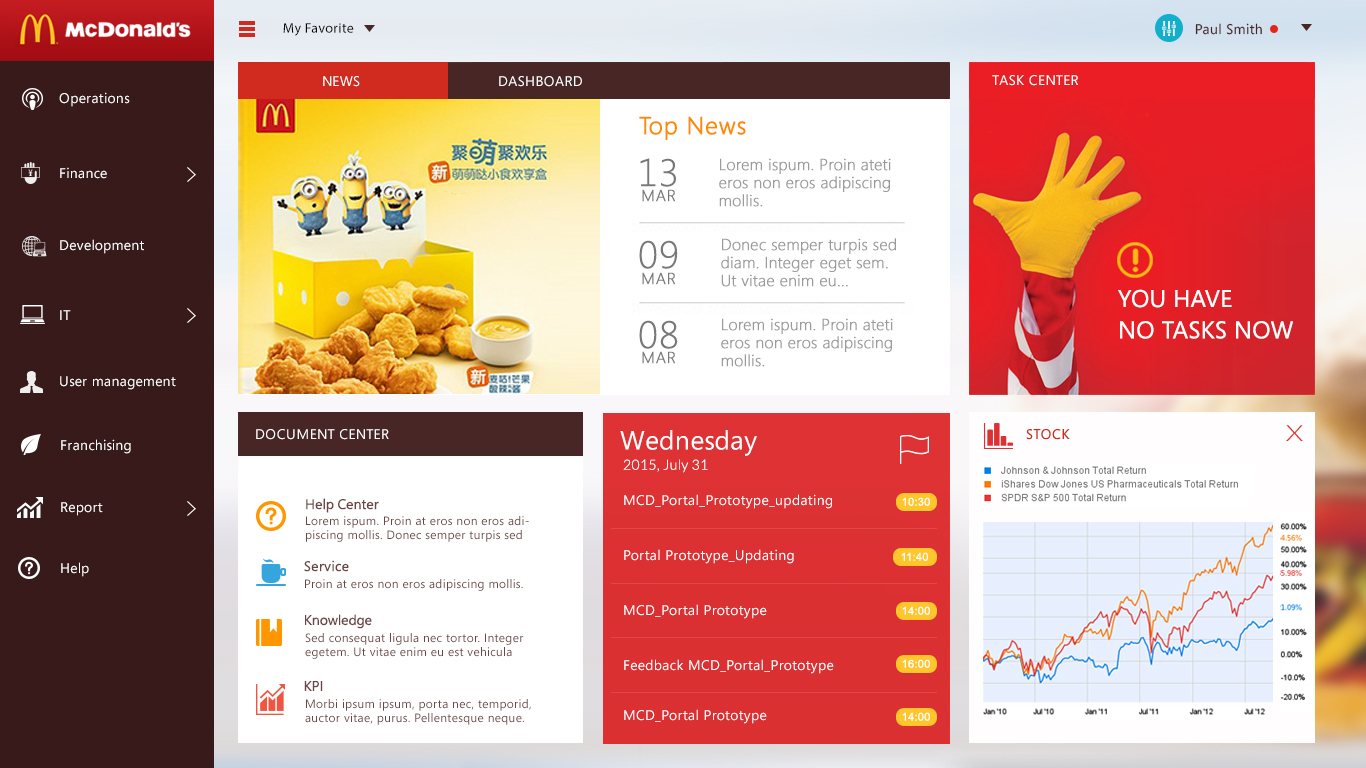 McDonald's
Operations
Finance
Development
IT
User management
Franchising
Report
Help
My Favorite
Paul Smith
NEWS
DASHBOARD
聚萌聚欢乐
新 萌萌哒小食欢享盒
新
Top News
13
MAR
Lorem ispum. Proin ateti
eros non eros adipiscing
mollis.
09
MAR
Donec semper turpis sed
diam. Integer eget sem.
Ut vitae enim eu...
08
MAR
Lorem ispum. Proin ateti
eros non eros adipiscing
mollis.
TASK CENTER
YOU HAVE
NO TASKS NOW
DOCUMENT CENTER
Help Center
Lorem ispum. Proin at eros non eros adi-
piscing mollis. Donec semper turpis sed
Service
Proin at eros non eros adipiscing mollis.
Knowledge
Sed consequat ligula nec tortor. Integer
egetem. Ut vitae enim eu est vehicula
KPI
Morbi ipsum ipsum, porta nec, temporid,
auctor vitae, purus. Pellentesque neque.
Wednesday
2015, July 31
MCD_Portal_Prototype_updating 10:30
Portal Prototype_Updating 11:40
MCD_Portal Prototype 14:00
Feedback MCD_Portal_Prototype 16:00
MCD_Portal Prototype 14:00
STOCK
Johnson & Johnson Total Return
iShares Dow Jones US Pharmaceuticals Total Return
SPDR S&P 500 Total Return
60.00%
4.56%
50.00%
40.00%
5.98%
30.00%
1.09%
10.00%
0.00%
-10.0%
-20.0%
Jan '10 Jul '10 Jan '11 Jul '11 Jan '12 Jul '12